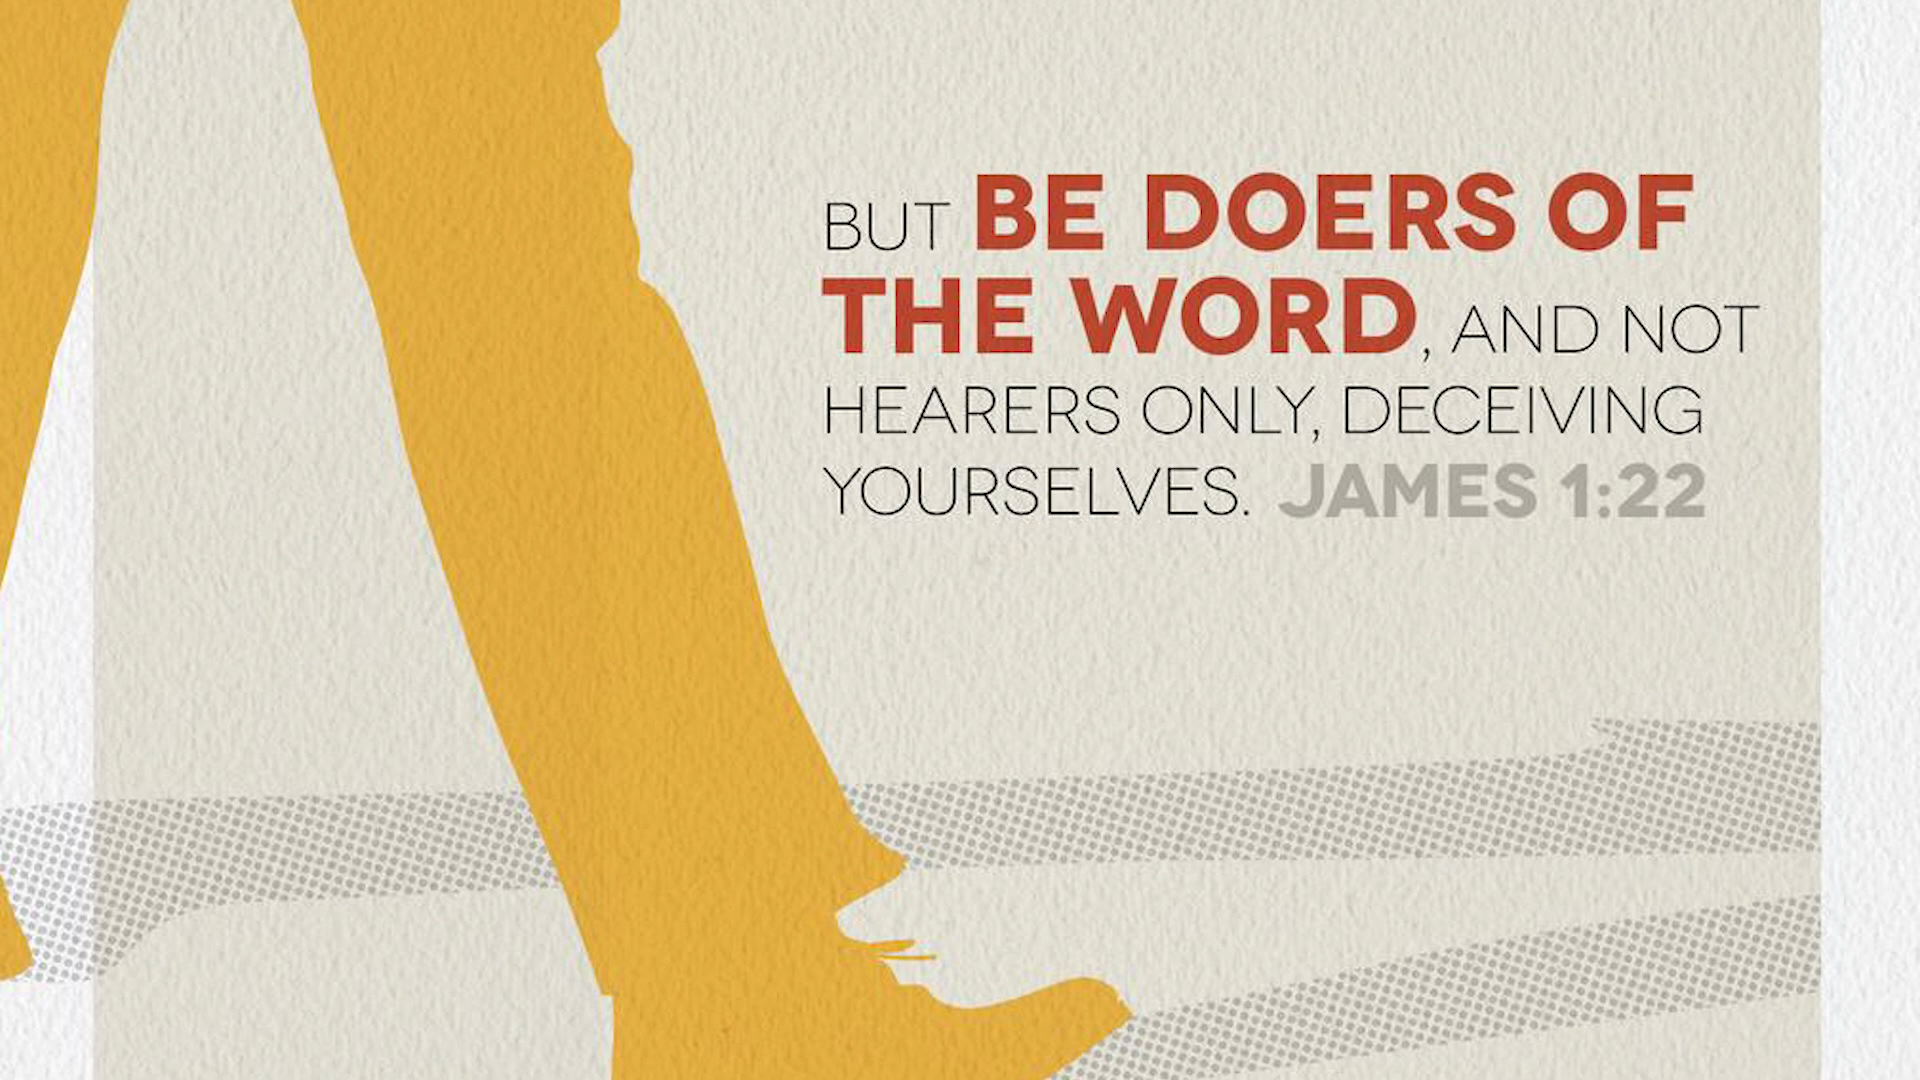 BUT BE DOERS OF
THE WORD, AND NOT
HEARERS ONLY, DECEIVING
YOURSELVES. JAMES 1:22